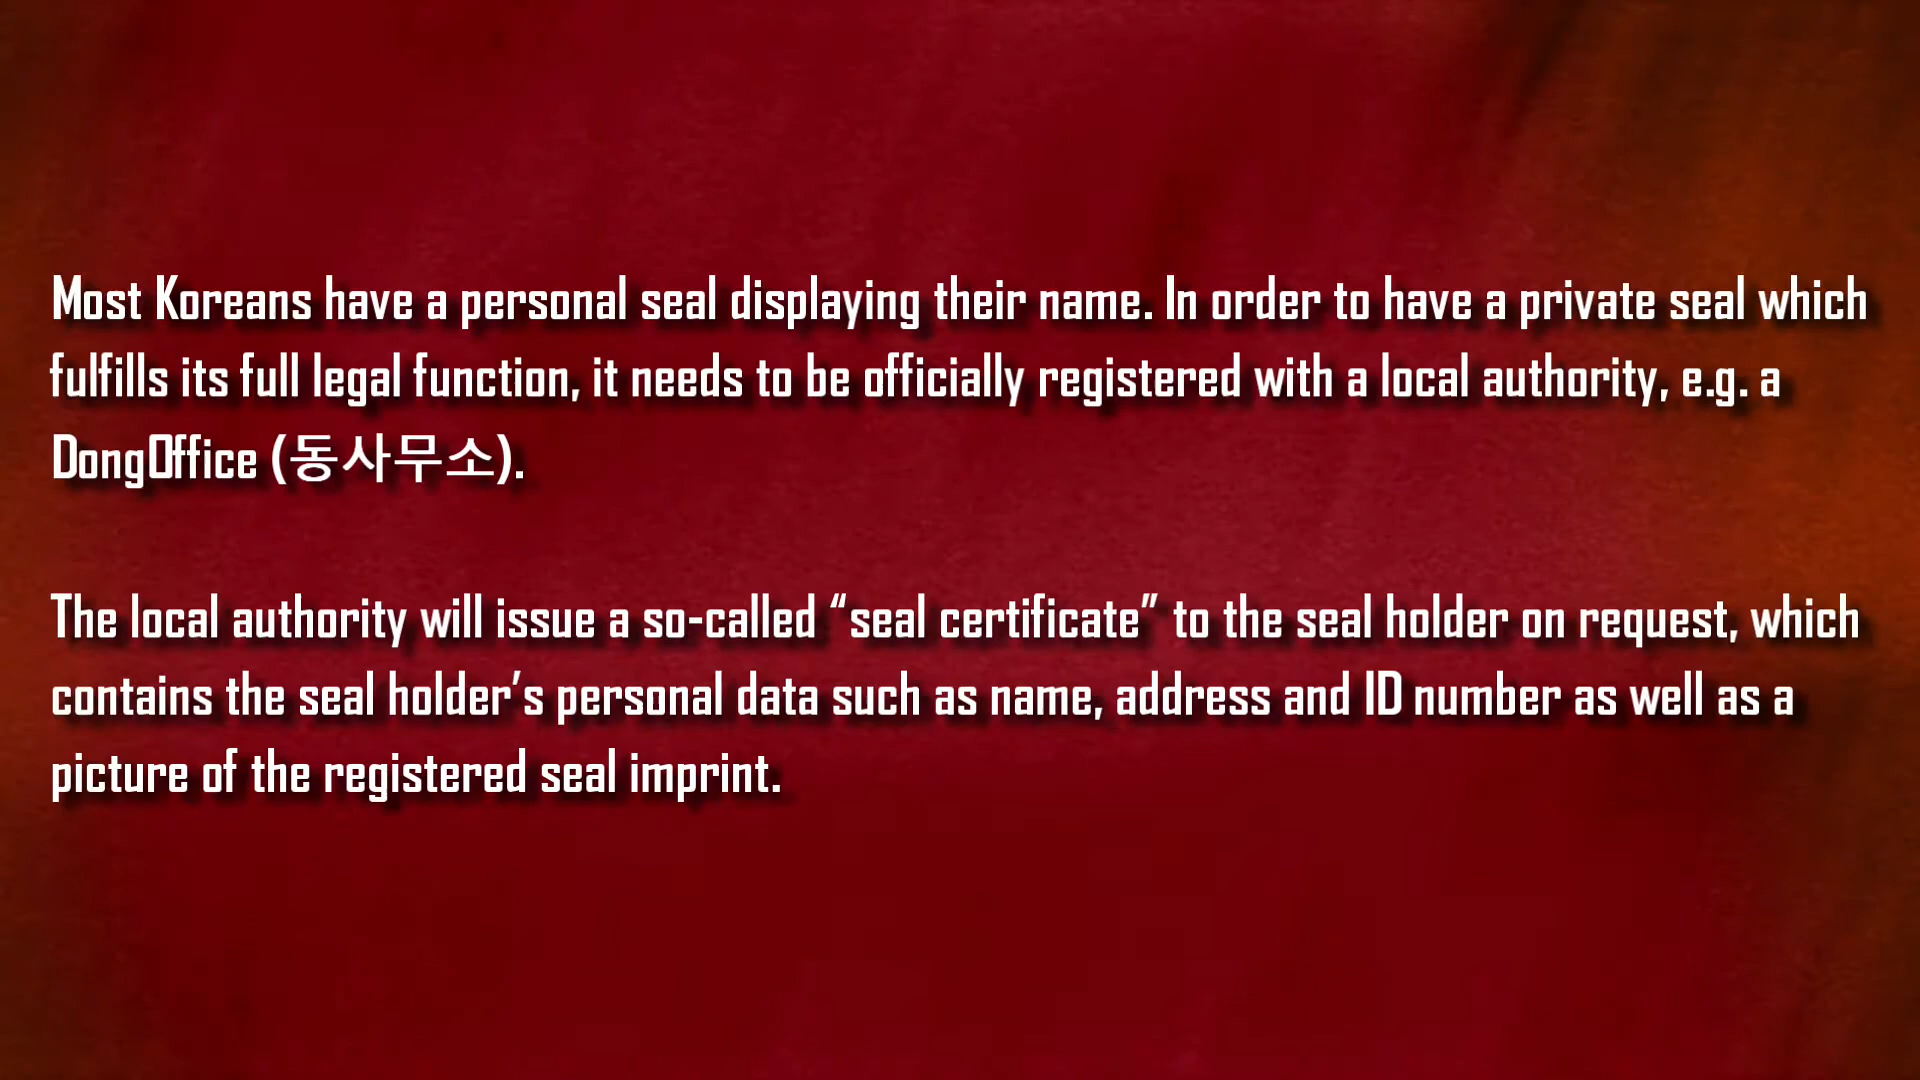 Most Koreans have a personal seal displaying their name. In order to have a private seal which
fulfills its full legal function, it needs to be officially registered with a local authority, e.g. a
DongOffice (동사무소).
The local authority will issue a so-called “seal certificate” to the seal holder on request, which
contains the seal holder’s personal data such as name, address and ID number as well as a
picture of the registered seal imprint.